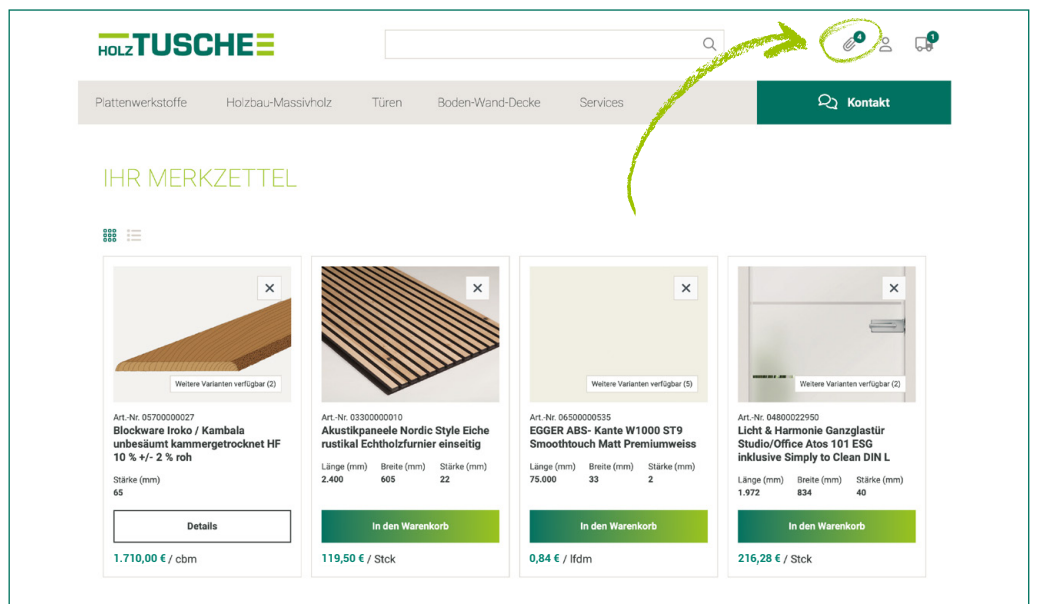 HOLZ TUSCHE
4
1
Plattenwerkstoffe Holzbau-Massivholz Türen Boden-Wand-Decke Services Kontakt
IHR MERKZETTEL
Weitere Varianten verfügbar (2)
Art.-Nr. 05700000027
Blockware Iroko / Kambala
unbesäumt kammergetrocknet HF
10 % +/- 2 % roh
Stärke (mm)
65
Details
1.710,00 € / cbm
Art.-Nr. 03300000010
Akustikpaneele Nordic Style Eiche
rustikal Echtholzfurnier einseitig
Länge (mm) Breite (mm) Stärke (mm)
2.400 605 22
In den Warenkorb
119,50 € / Stck
Weitere Varianten verfügbar (5)
Art.-Nr. 06500000535
EGGER ABS- Kante W1000 ST9
Smoothtouch Matt Premiumweiss
Länge (mm) Breite (mm) Stärke (mm)
75.000 33 2
In den Warenkorb
0,84 € / lfdm
Weitere Varianten verfügbar (2)
Art.-Nr. 04800022950
Licht & Harmonie Ganzglastür
Studio/Office Atos 101 ESG
inklusive Simply to Clean DIN L
Länge (mm) Breite (mm) Stärke (mm)
1.972 834 40
In den Warenkorb
216,28 € / Stck